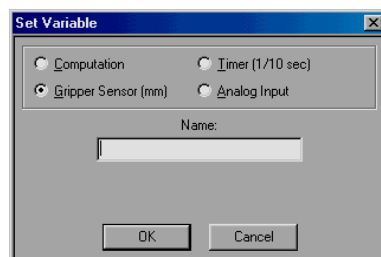 Set Variable
Computation Timer (1/10 sec)
Gripper Sensor (mm) Analog Input
Name:
OK Cancel